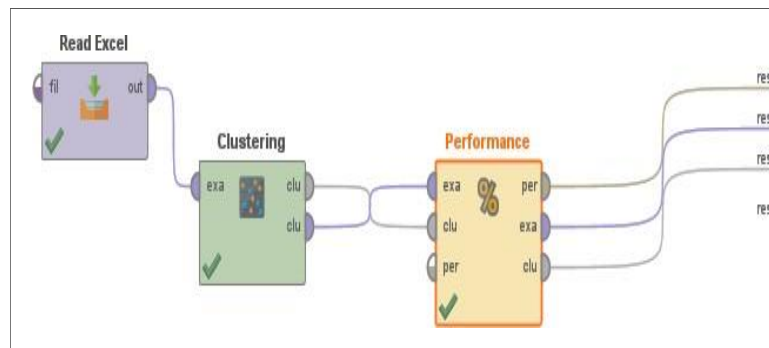 Read Excel
fil out
Clustering
exa clu
clu
Performance
exa % per
clu exa
per clu
res
res
res
res